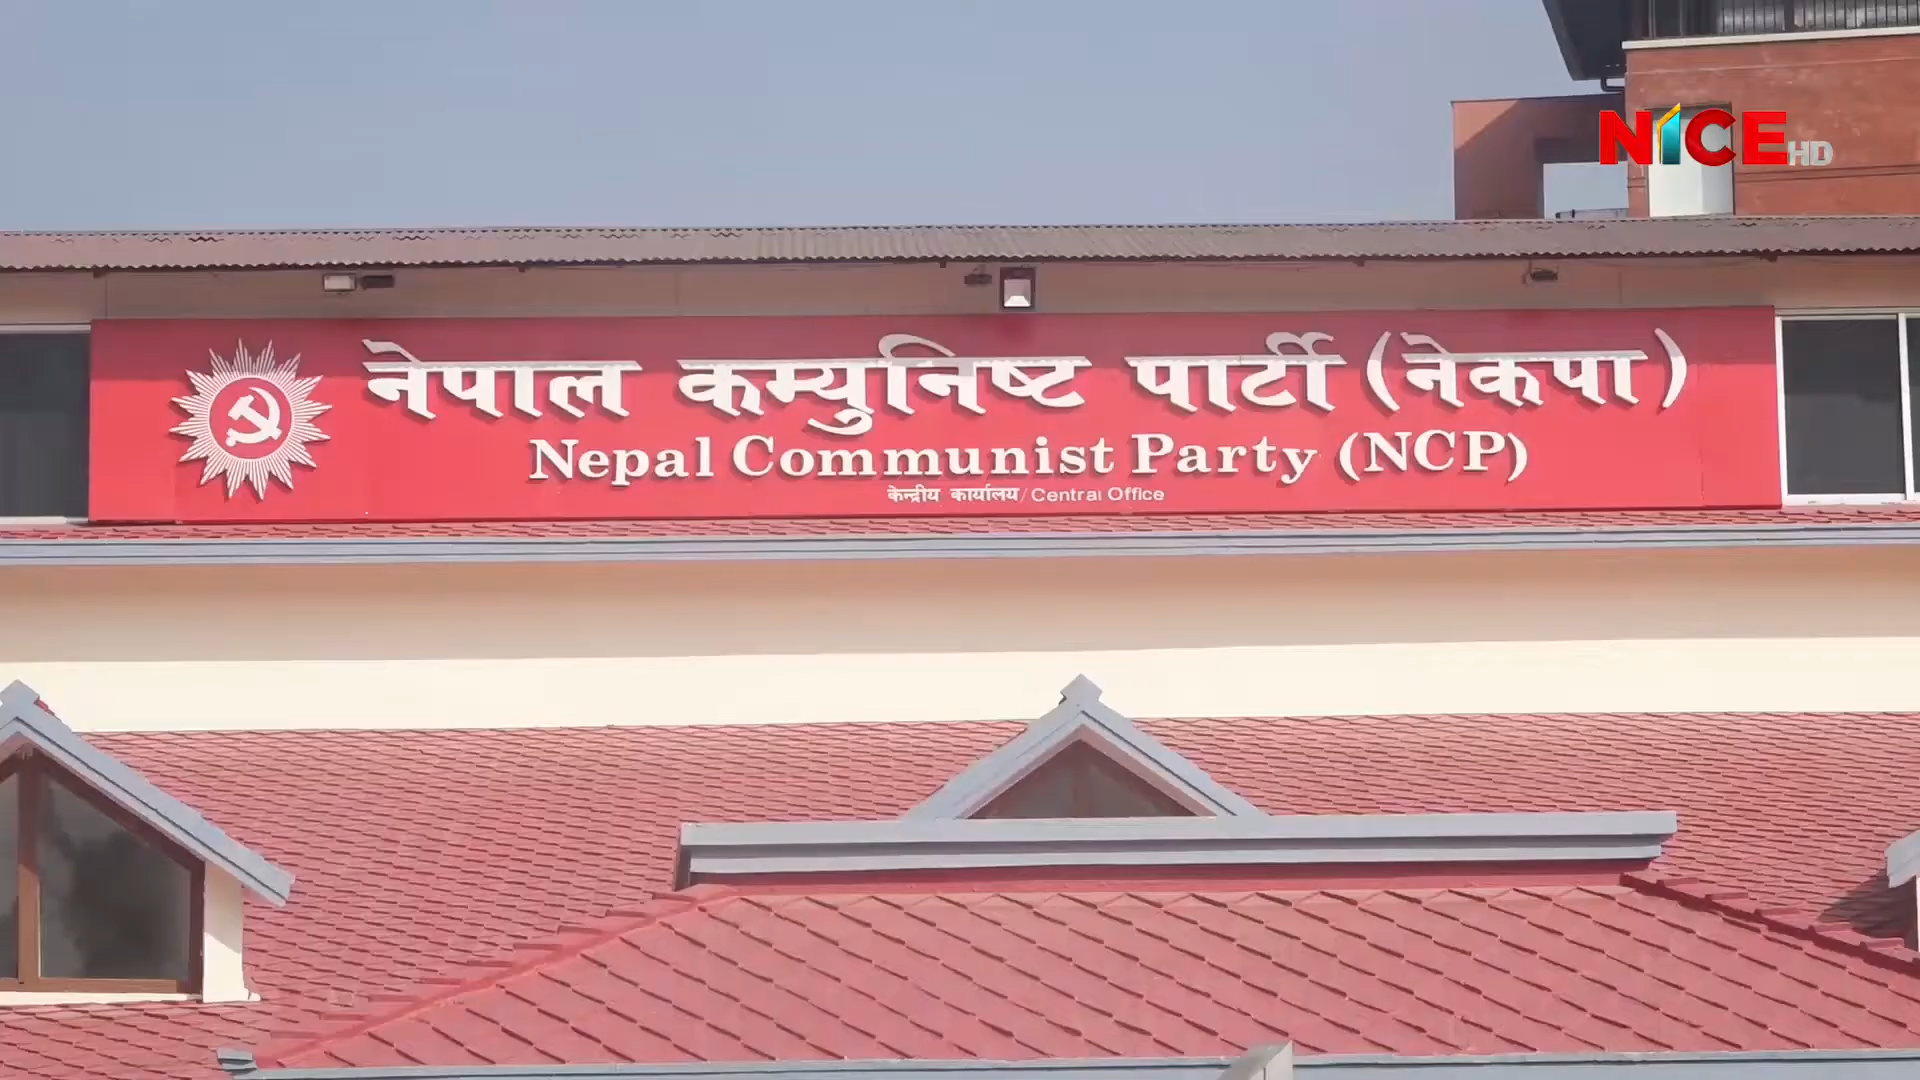 NICE HD
नेपाल कम्युनिष्ट पार्टी (नेकपा)
Nepal Communist Party (NCP)
केन्द्रीय कार्यालय / Central Office